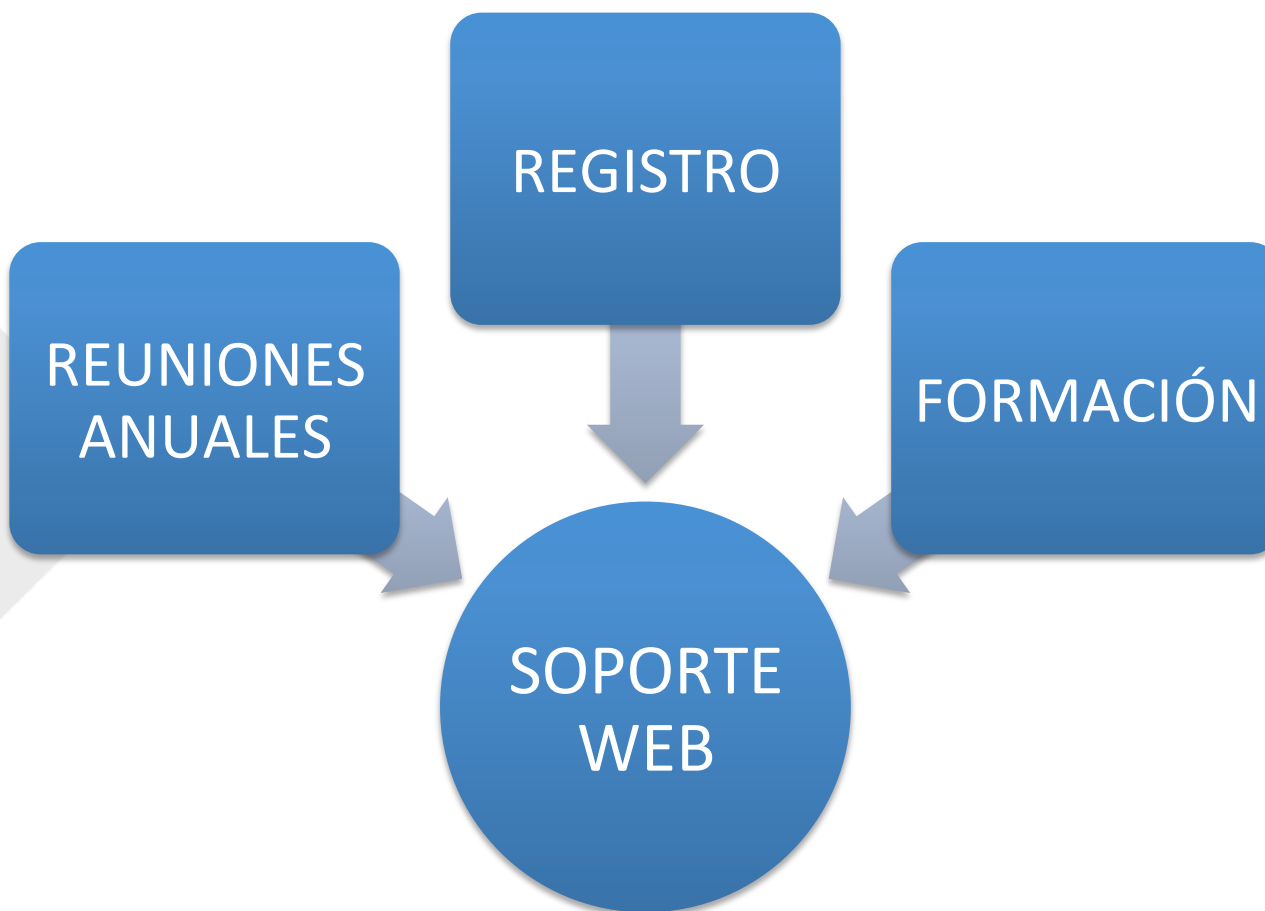 REGISTRO
REUNIONES
ANUALES
FORMACIÓN
SOPORTE
WEB